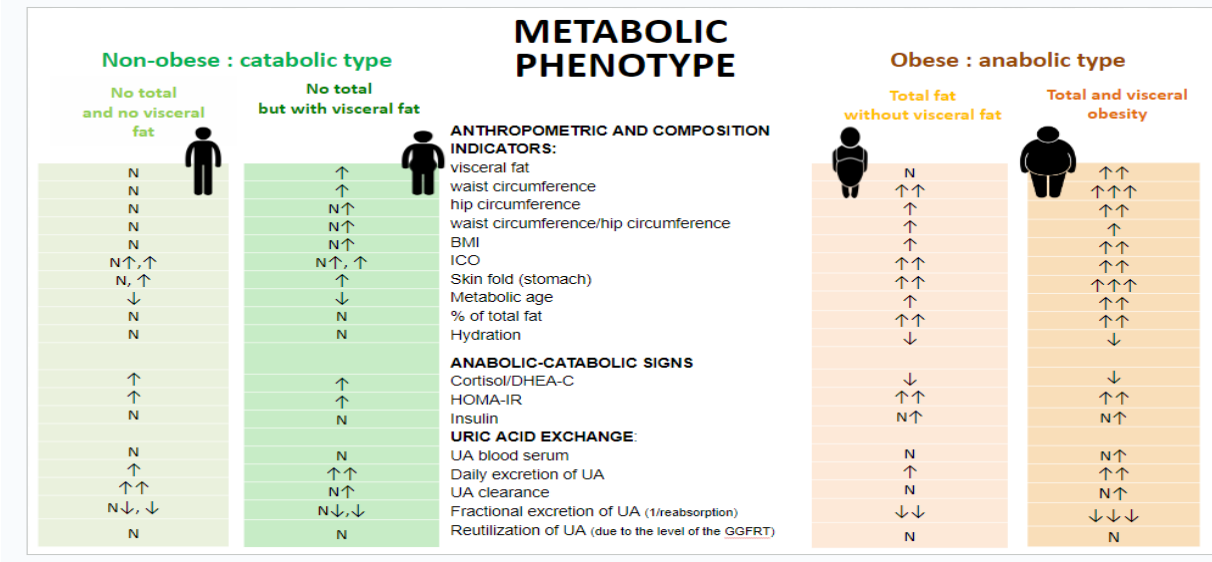 METABOLIC
PHENOTYPE
Non-obese : catabolic type
Obese : anabolic type
No total
and no visceral
fat
No total
but with visceral fat
Total fat
without visceral fat
Total and visceral
obesity
ANTHROPOMETRIC AND COMPOSITION
INDICATORS:
N ↑ visceral fat N ↑↑
N ↑ waist circumference ↑↑ ↑↑↑
N N↑ hip circumference ↑ ↑↑
N N↑ waist circumference/hip circumference ↑ ↑
N N↑ BMI ↑ ↑↑
N↑,↑ N↑, ↑ ICO ↑↑ ↑↑
N, ↑ ↑ Skin fold (stomach) ↑↑ ↑↑↑
↓ ↓ Metabolic age ↑ ↑↑
N N % of total fat ↑↑ ↑↑
N N Hydration ↓ ↓
ANABOLIC-CATABOLIC SIGNS
↑ ↑ Cortisol/DHEA-C ↓ ↓
↑ ↑ HOMA-IR ↑↑ ↑↑
N N Insulin N↑ N↑
URIC ACID EXCHANGE:
N N UA blood serum N N↑
↑ ↑↑ Daily excretion of UA ↑ ↑↑
↑↑ N↑ UA clearance N N↑
N↓, ↓ N↓,↓ Fractional excretion of UA (1/reabsorption) ↓↓ ↓↓↓
N N Reutilization of UA (due to the level of the GGFRT) N N